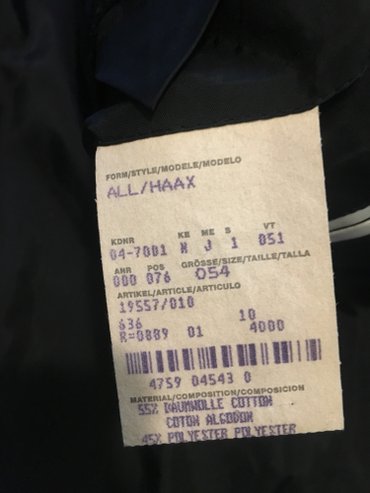 FORM/STYLE/MODELE/MODELO
ALL/HAAX
KDNR KE ME S VT
04-7001 N J 1 051
AHR POS GRÖSSE/SIZE/TAILLE/TALLA
000 076 054
ARTIKEL/ARTICLE/ARTICULO
19557/010
636 10
R=0889 01 4000
4759 04543 0
MATERIAL/COMPOSITION/COMPOSICION
55% BAUMWOLLE COTTON
COTON ALGODON
45% POLYESTER POLYESTER